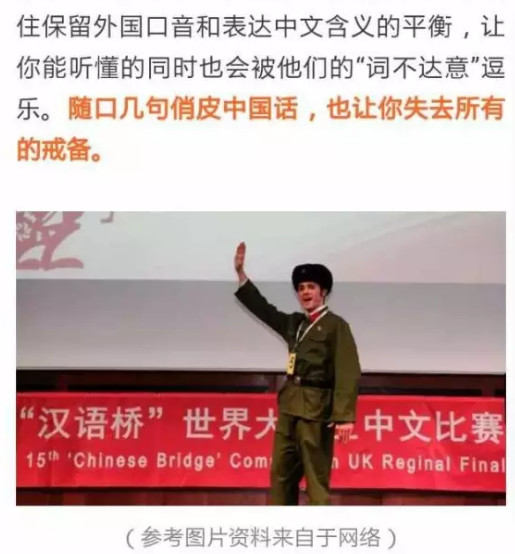 住保留外国口音和表达中文含义的平衡，让
你能听懂的同时也会被他们的“词不达意”逗
乐。随口几句俏皮中国话，也让你失去所有
的戒备。
“汉语桥”世界大 生中文比赛
15th 'Chinese Bridge' Com n UK Reginal Final
（参考图片资料来自于网络）